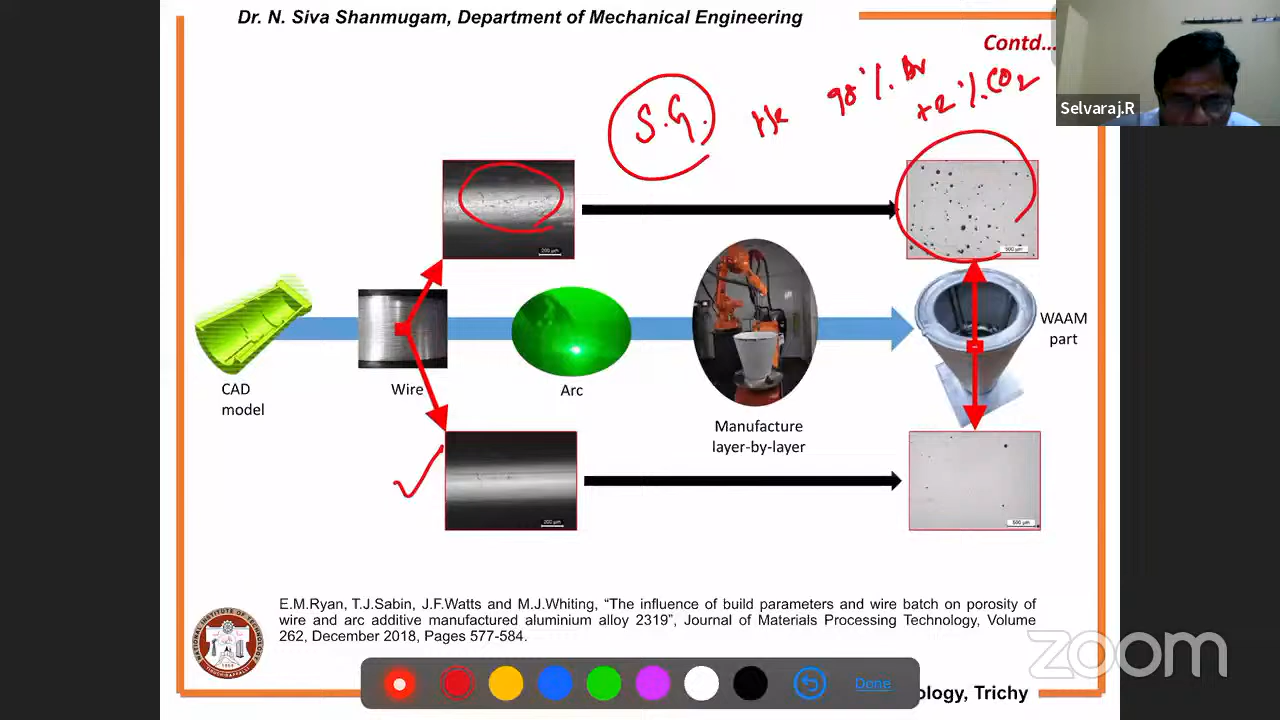 Dr. N. Siva Shanmugam, Department of Mechanical Engineering
Contd...
S.G.
98 %. Ar
+2 %. CO2
Selvaraj.R
200 µm
500 µm
CAD
model
Wire
Arc
Manufacture
layer-by-layer
WAAM
part
200 µm
500 µm
E.M.Ryan, T.J.Sabin, J.F.Watts and M.J.Whiting, “The influence of build parameters and wire batch on porosity of
wire and arc additive manufactured aluminium alloy 2319”, Journal of Materials Processing Technology, Volume
262, December 2018, Pages 577-584.
zoom
Done
ology, Trichy